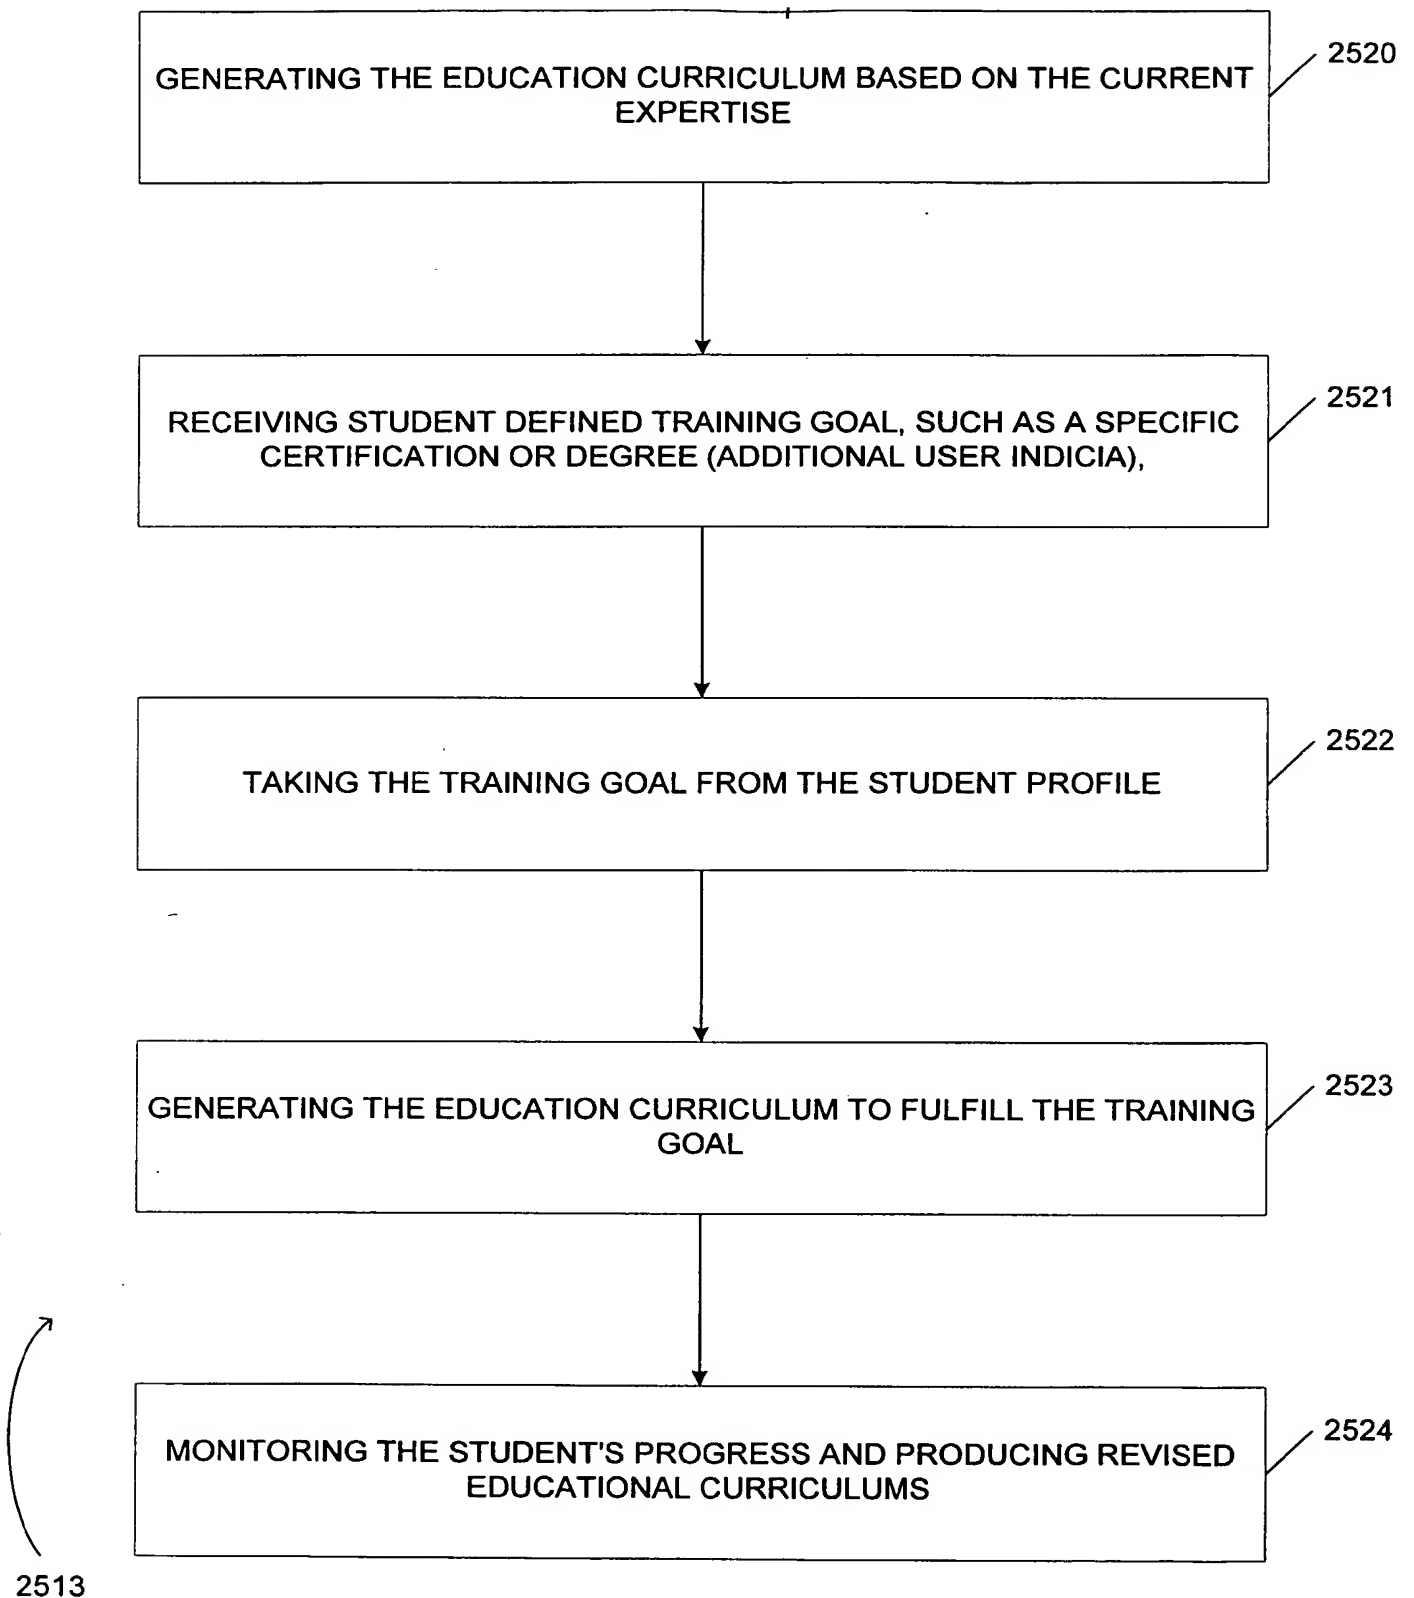 2520
GENERATING THE EDUCATION CURRICULUM BASED ON THE CURRENT
EXPERTISE
2521
RECEIVING STUDENT DEFINED TRAINING GOAL, SUCH AS A SPECIFIC
CERTIFICATION OR DEGREE (ADDITIONAL USER INDICIA),
2522
TAKING THE TRAINING GOAL FROM THE STUDENT PROFILE
2523
GENERATING THE EDUCATION CURRICULUM TO FULFILL THE TRAINING
GOAL
2524
MONITORING THE STUDENT'S PROGRESS AND PRODUCING REVISED
EDUCATIONAL CURRICULUMS
2513